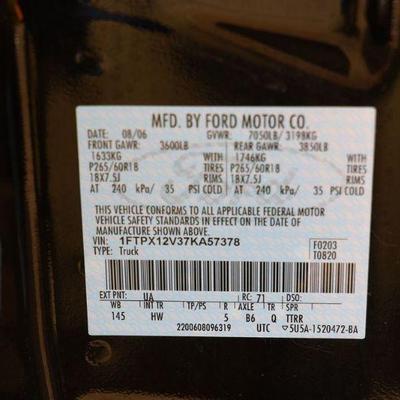 MFD. BY FORD MOTOR CO.
DATE: 08/06 GVWR: 7050LB/ 3198KG
FRONT GAWR: 3600LB REAR GAWR: 3850LB
1633KG WITH 1746KG WITH
P265/60R18 TIRES P265/60R18 TIRES
18X7.5J RIMS 18X7.5J RIMS
AT 240 kPa/ 35 PSI COLD AT 240 kPa/ 35 PSI COLD
THIS VEHICLE CONFORMS TO ALL APPLICABLE FEDERAL MOTOR
VEHICLE SAFETY STANDARDS IN EFFECT ON THE DATE OF
MANUFACTURE SHOWN ABOVE.
VIN: 1FTPX12V37KA57378 F0203
TYPE: Truck T0820
EXT PNT: UA RC: 71 DSO:
WB INT TR TP/PS R AXLE TR SPR
145 HW 5 B6 Q TTRR
2200608096319 UTC ▽5U5A-1520472-BA